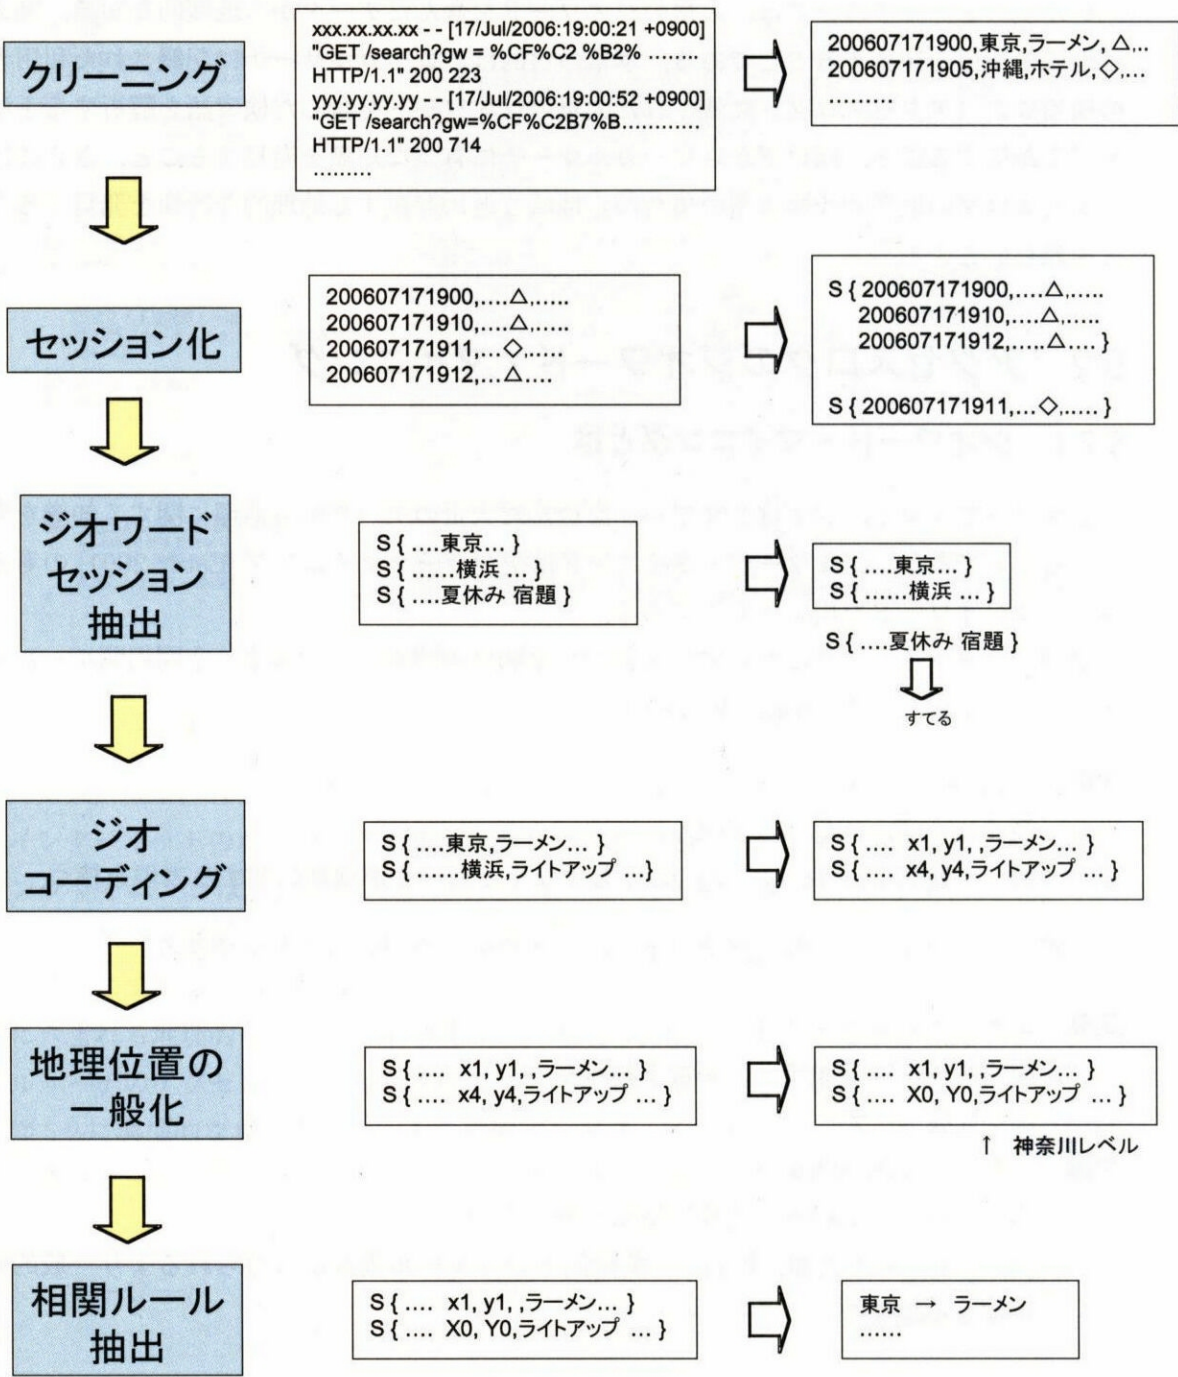 クリーニング
xxx.xx.xx.xx - - [17/Jul/2006:19:00:21 +0900]
"GET /search?gw = %CF%C2 %B2% ………
HTTP/1.1" 200 223
yyy.yy.yy.yy - - [17/Jul/2006:19:00:52 +0900]
"GET /search?gw=%CF%C2B7%B…………
HTTP/1.1" 200 714
………
200607171900,東京,ラーメン, △,..
200607171905,沖縄,ホテル,◇,...
………
セッション化
200607171900,....△,.....
200607171910,....△,.....
200607171911,...◇,.....
200607171912,...△.....
S { 200607171900,....△,.....
200607171910,....△,.....
200607171912,...△..... }
S { 200607171911,...◇,..... }
ジオワード
セッション
抽出
S { ....東京... }
S { ......横浜 ... }
S { ....夏休み 宿題 }
S { ....東京... }
S { ......横浜 ... }
S { ....夏休み 宿題 }
すてる
ジオ
コーディング
S { ....東京,ラーメン... }
S { .......横浜,ライトアップ ...}
S { .... x1, y1, ,ラーメン... }
S { .... x4, y4,ライトアップ ... }
地理位置の
一般化
S { .... x1, y1, ,ラーメン... }
S { .... x4, y4,ライトアップ ... }
S { .... x1, y1, ,ラーメン... }
S { .... X0, Y0,ライトアップ ... }
↑ 神奈川レベル
相関ルール
抽出
S { .... x1, y1, ,ラーメン... }
S { .... X0, Y0,ライトアップ ... }
東京 → ラーメン
......